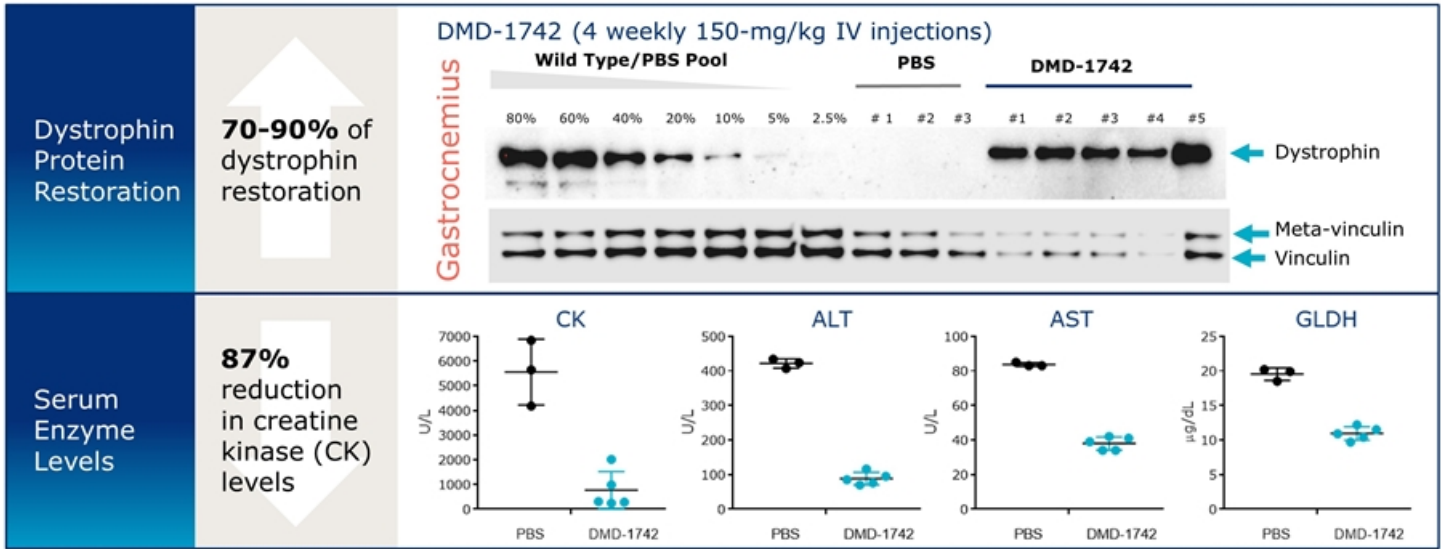 Dystrophin
Protein
Restoration
70-90% of
dystrophin
restoration
Gastrocnemius
DMD-1742 (4 weekly 150-mg/kg IV injections)
Wild Type/PBS Pool
PBS
DMD-1742
80% 60% 40% 20% 10% 5% 2.5% # 1 #2 #3 #1 #2 #3 #4 #5
Dystrophin
Meta-vinculin
Vinculin
Serum
Enzyme
Levels
87%
reduction
in creatine
kinase (CK)
levels
CK
U/L
7000
6000
5000
4000
3000
2000
1000
0
PBS DMD-1742
ALT
U/L
500
400
300
200
100
0
PBS DMD-1742
AST
U/L
100
80
60
40
20
0
PBS DMD-1742
GLDH
µg/dL
25
20
15
10
5
0
PBS DMD-1742